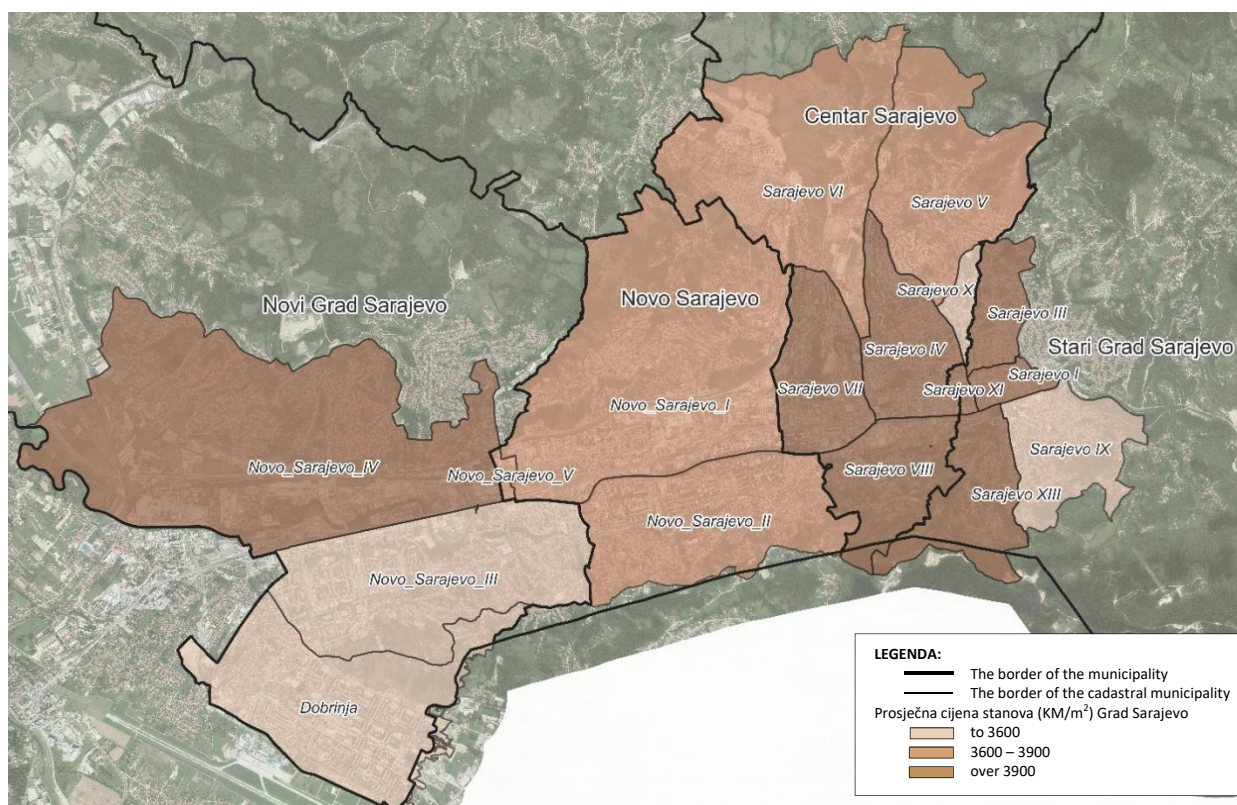 Centar Sarajevo
Sarajevo VI
Sarajevo V
Novi Grad Sarajevo
Novo Sarajevo
Sarajevo X
Sarajevo III
Stari Grad Sarajevo
Sarajevo IV
Sarajevo I
Sarajevo VII
Sarajevo XI
Novo_Sarajevo_I
Sarajevo IX
Novo_Sarajevo_IV
Novo_Sarajevo_V
Sarajevo VIII
Sarajevo XIII
Novo_Sarajevo_II
Novo_Sarajevo_III
Dobrinja
LEGENDA:
The border of the municipality
The border of the cadastral municipality
Prosječna cijena stanova (KM/m²) Grad Sarajevo
to 3600
3600 – 3900
over 3900